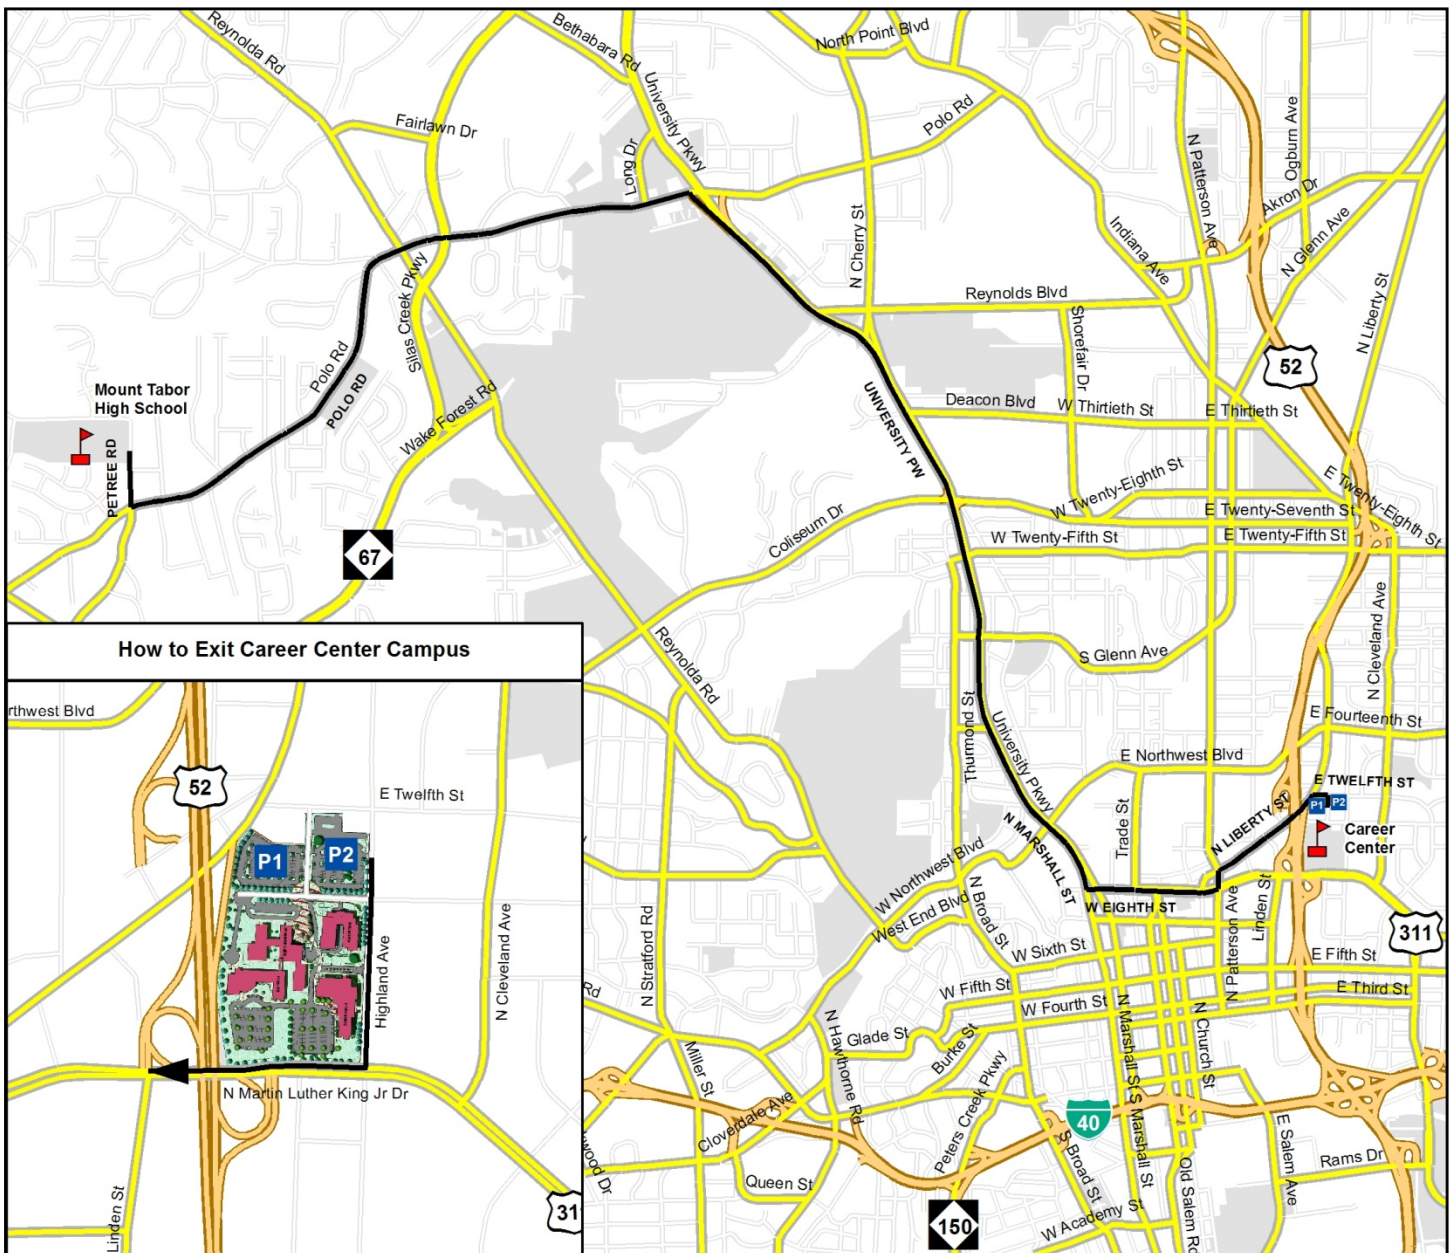 Reynolda Rd
Bethabara Rd
University Pkwy
North Point Blvd
Fairlawn Dr
Long Dr
Polo Rd
N Patterson Ave
Ogburn Ave
Akron Dr
N Glenn Ave
Indiana Ave
N Cherry St
N Liberty St
Silas Creek Pkwy
Reynolds Blvd
Shorefair Dr
52
Polo Rd
POLO RD
Mount Tabor
High School
PETREE RD
Wake Forest Rd
UNIVERSITY PW
Deacon Blvd
W Thirtieth St
E Thirtieth St
W Twenty-Eighth St
E Twenty-Eighth St
E Twenty-Seventh St
W Twenty-Fifth St
E Twenty-Fifth St
Coliseum Dr
67
Reynolda Rd
S Glenn Ave
N Cleveland Ave
Thurmond St
University Pkwy
E Fourteenth St
E Northwest Blvd
E TWELFTH ST
P1
P2
Career
Center
N LIBERTY ST
Trade St
N MARSHALL ST
W Northwest Blvd
West End Blvd
N Broad St
W EIGHTH ST
N Patterson Ave
Linden St
311
N Stratford Rd
W Sixth St
E Fifth St
W Fifth St
E Third St
W Fourth St
Rd
N Hawthorne Rd
Glade St
Burke St
N Marshall St
N Church St
Miller St
Peters Creek Pkwy
40
Cloverdale Ave
S Marshall St
S Broad St
E Salem Ave
Rams Dr
Old Salem Rd
Queen St
wood Dr
150
W Academy St
How to Exit Career Center Campus
rthwest Blvd
52
E Twelfth St
P1
P2
Highland Ave
N Cleveland Ave
N Martin Luther King Jr Dr
Linden St
31